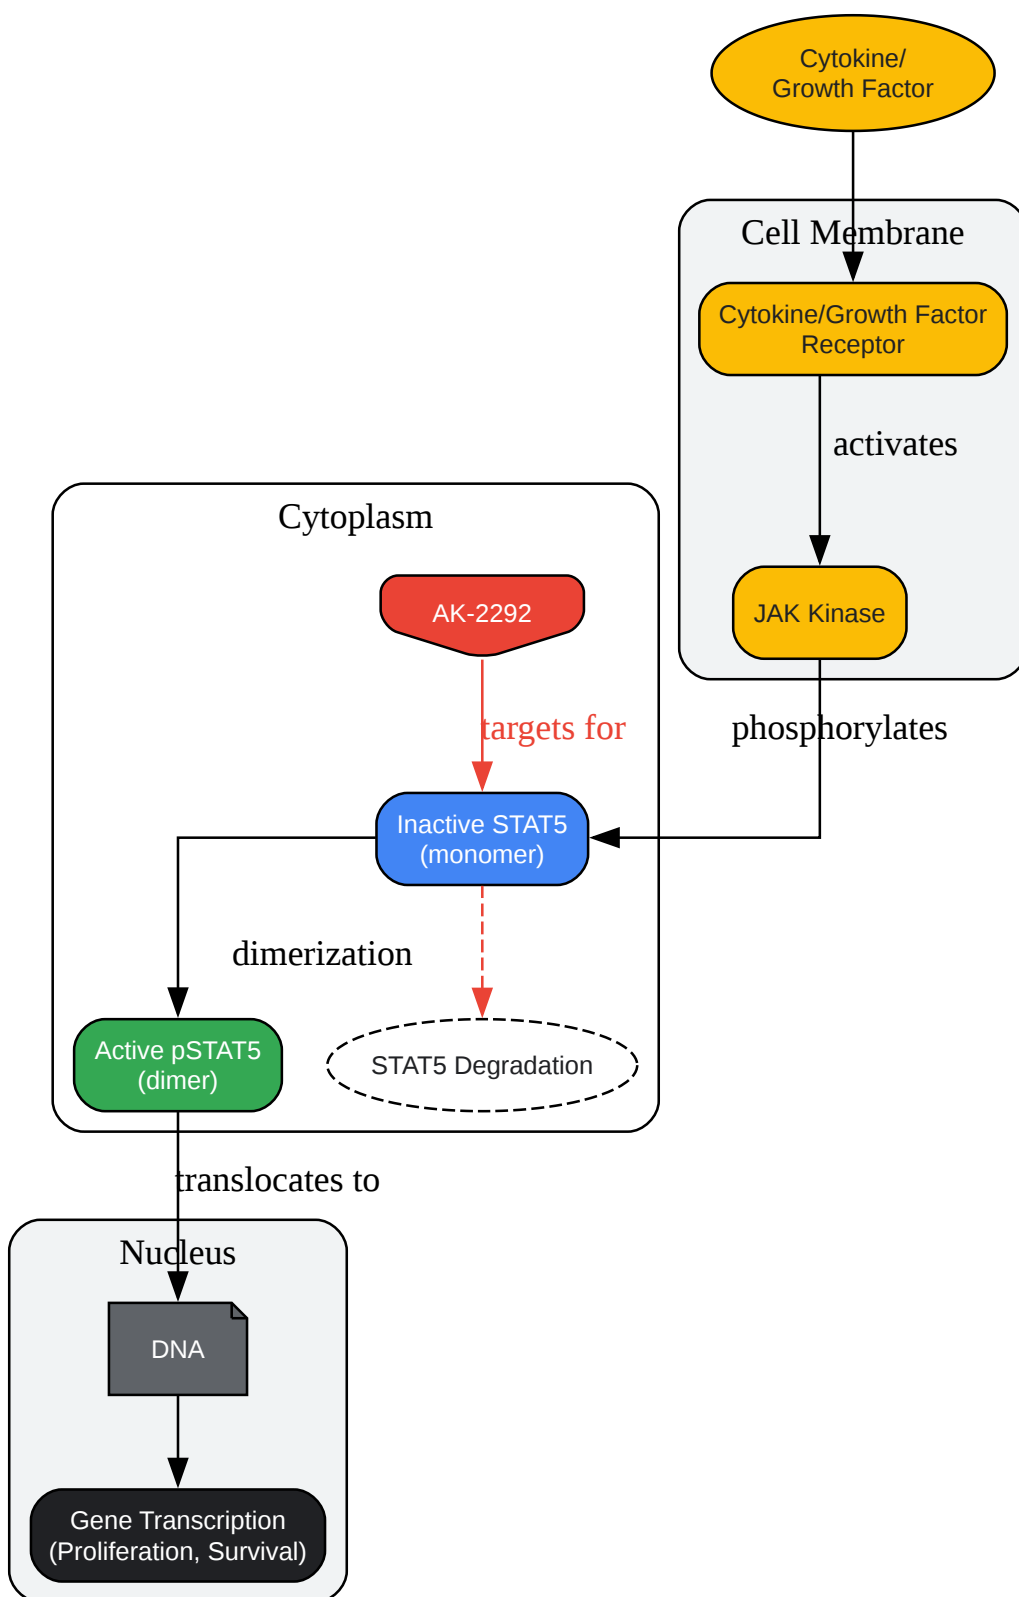 Cytokine/
Growth Factor
Cell Membrane
Cytokine/Growth Factor
Receptor
activates
Cytoplasm
AK-2292
JAK Kinase
targets for
phosphorylates
Inactive STAT5
(monomer)
dimerization
Active pSTAT5
(dimer)
STAT5 Degradation
translocates to
Nucleus
DNA
Gene Transcription
(Proliferation, Survival)